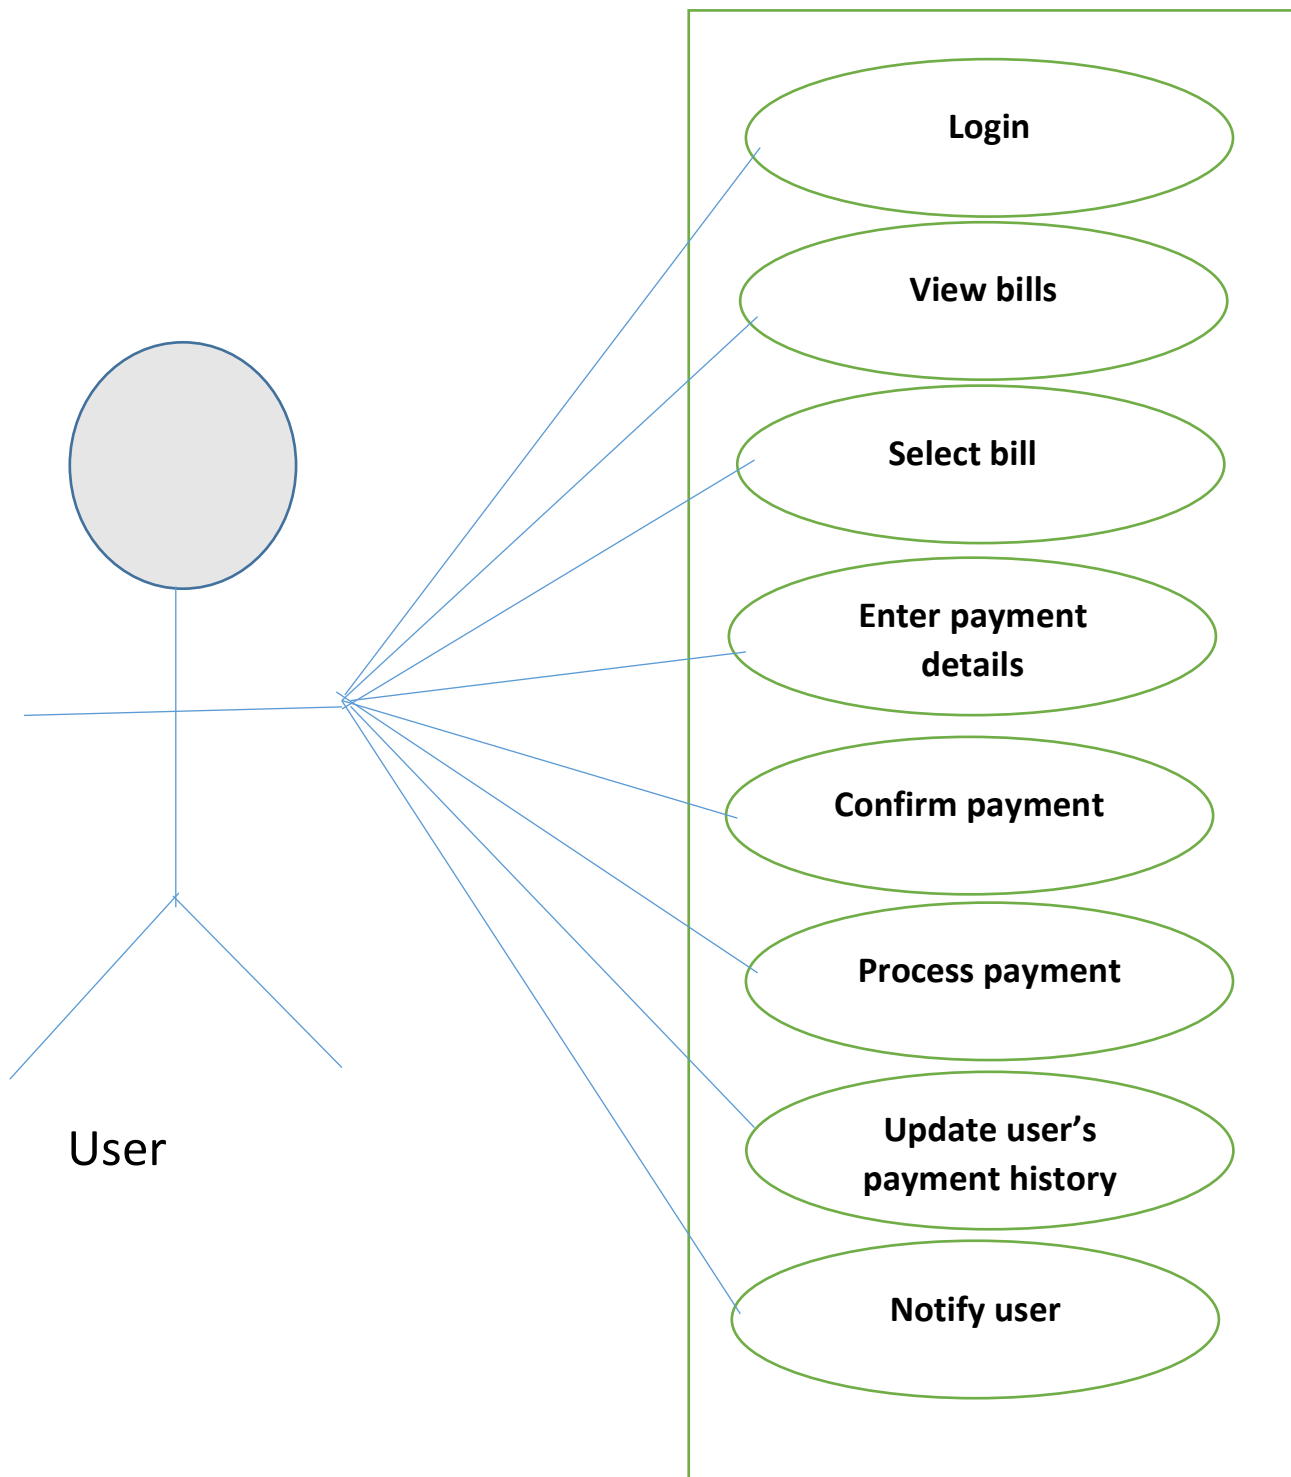 Login
View bills
Select bill
Enter payment
details
Confirm payment
Process payment
Update user’s
payment history
Notify user
User